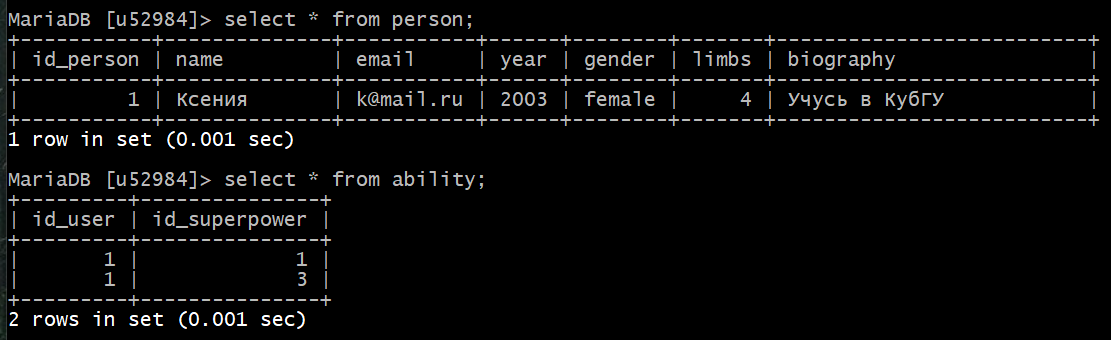 MariaDB [u52984]> select * from person;
+-----------+--------------+-----------+------+--------+-------+--------------------------+
| id_person | name         | email     | year | gender | limbs | biography                |
+-----------+--------------+-----------+------+--------+-------+--------------------------+
|         1 | Ксения       | k@mail.ru | 2003 | female |     4 | Учусь в КубГУ            |
+-----------+--------------+-----------+------+--------+-------+--------------------------+
1 row in set (0.001 sec)
MariaDB [u52984]> select * from ability;
+---------+---------------+
| id_user | id_superpower |
+---------+---------------+
|       1 |             1 |
|       1 |             3 |
+---------+---------------+
2 rows in set (0.001 sec)